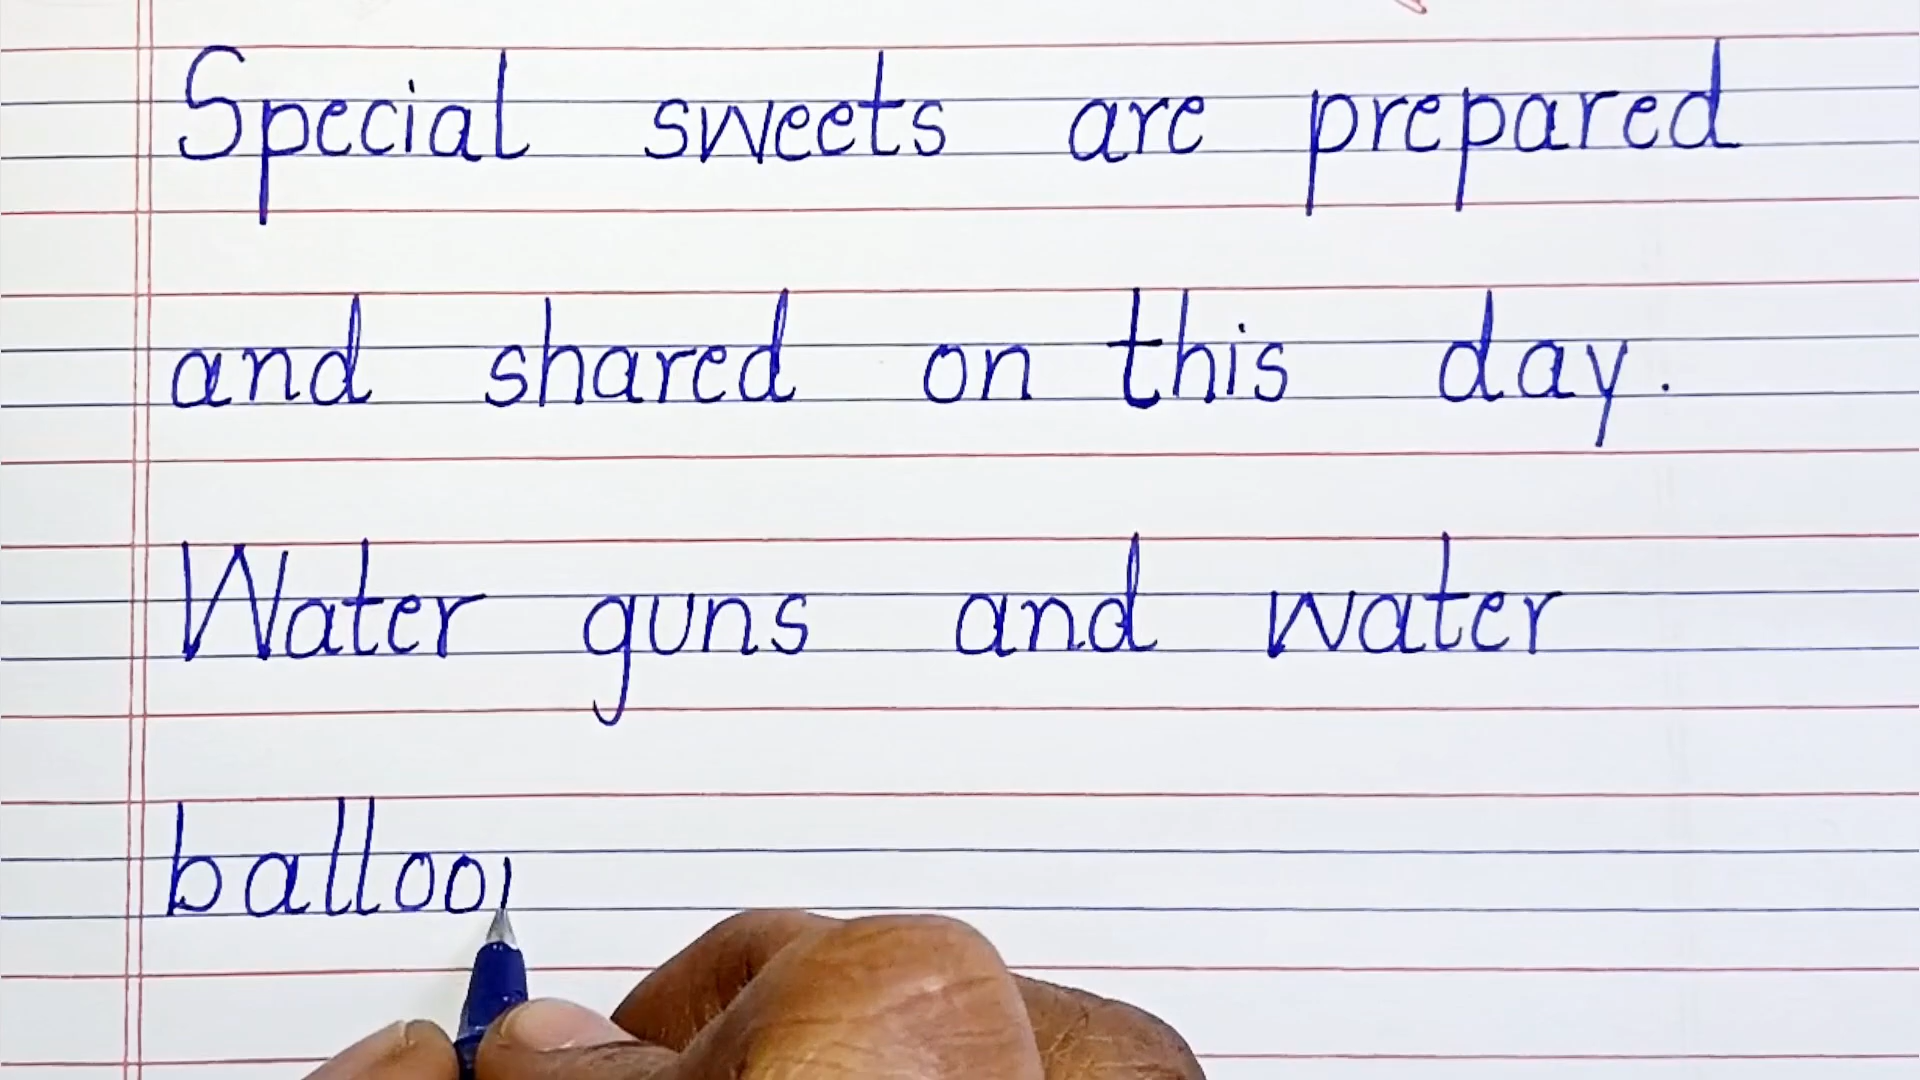 Special sweets are prepared
and shared on this day.
Water guns and water
balloo